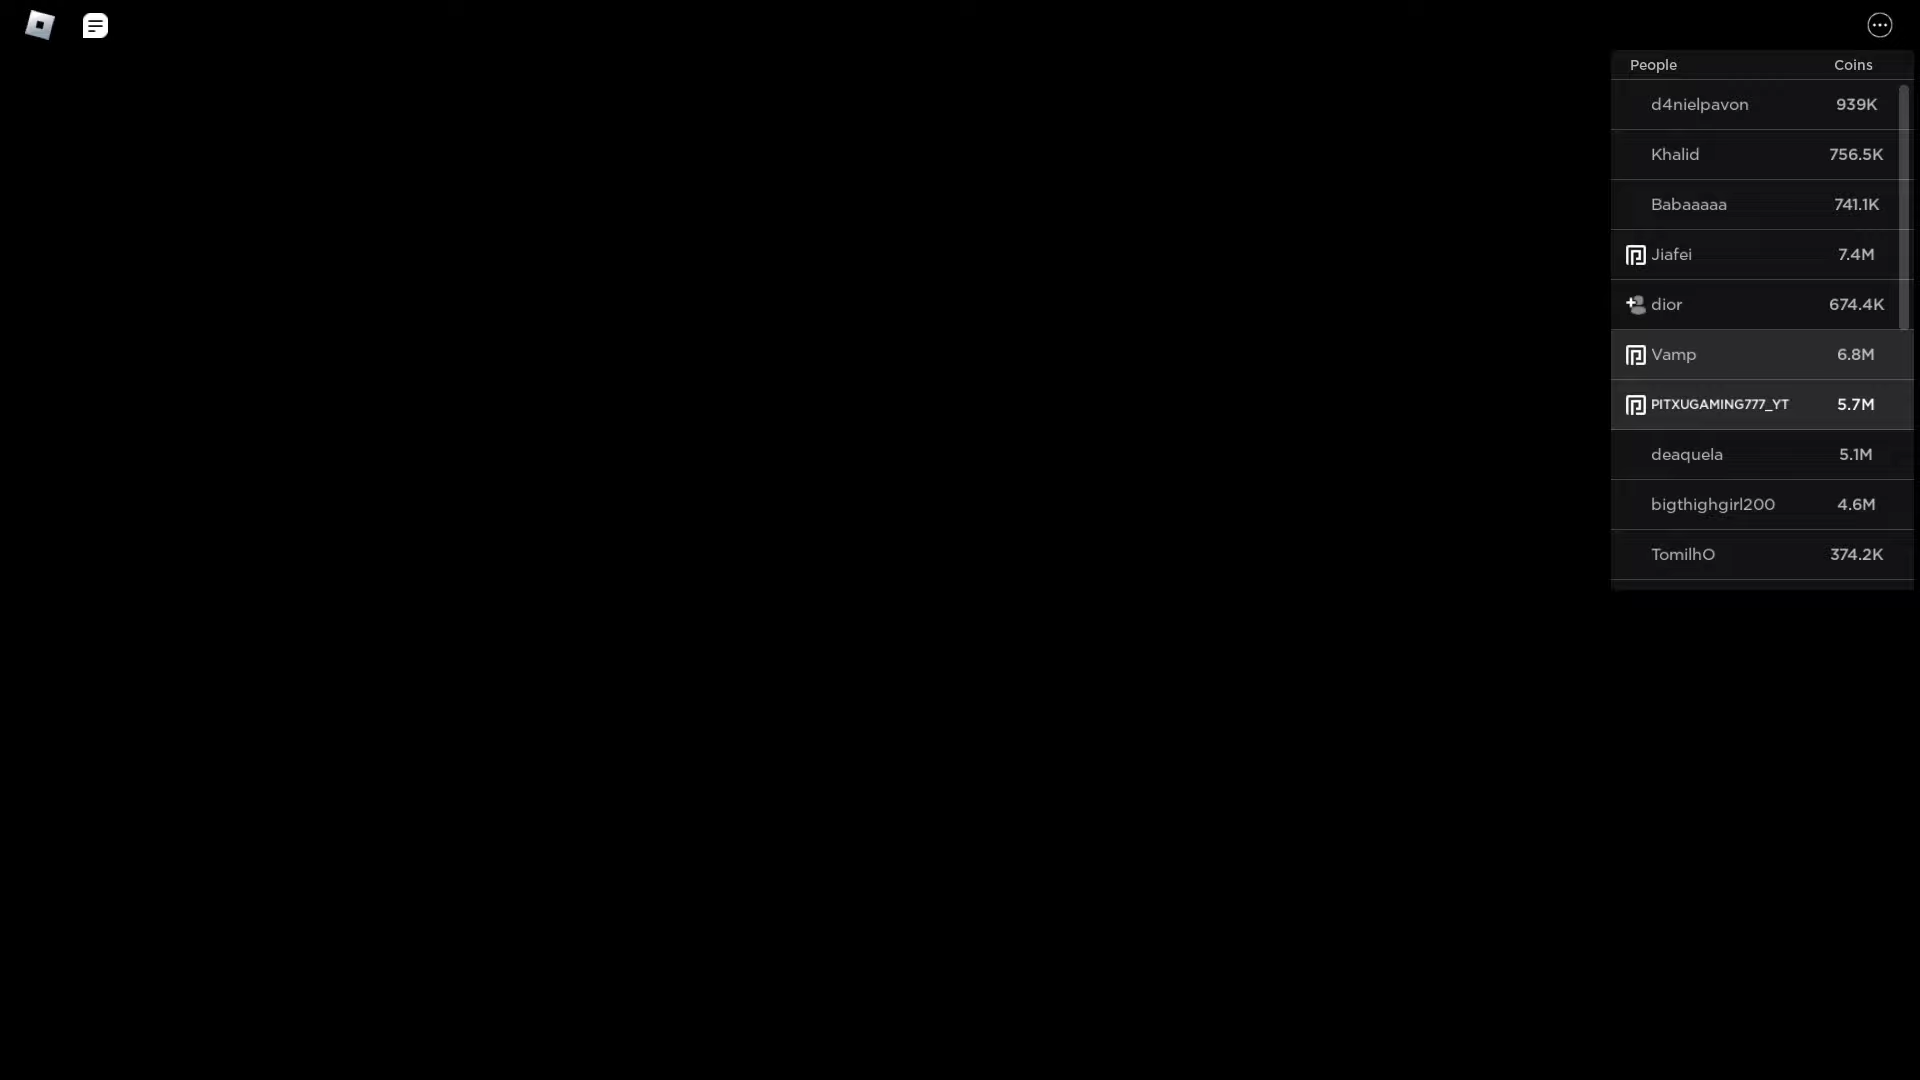 People Coins
d4nielpavon 939K
Khalid 756.5K
Babaaaaa 741.1K
Jiafei 7.4M
dior 674.4K
Vamp 6.8M
PITXUGAMING777_YT 5.7M
deaquela 5.1M
bigthighgirl200 4.6M
TomilhO 374.2K